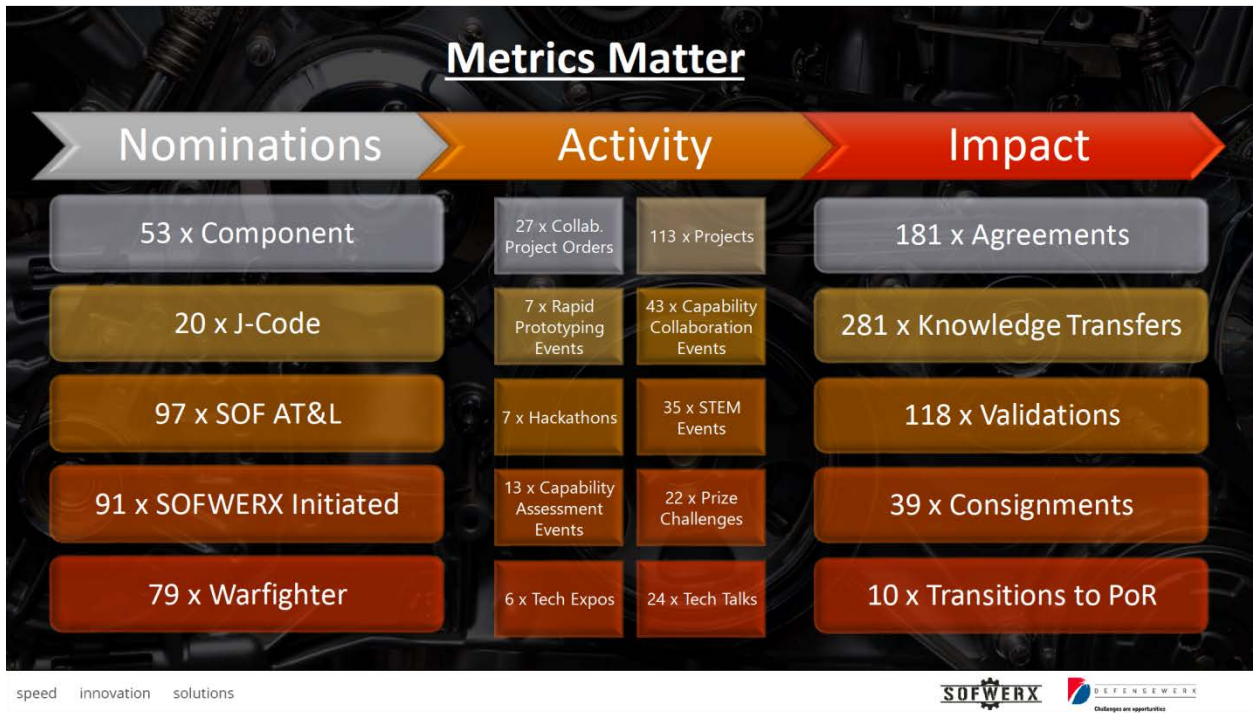 Metrics Matter
Nominations
Activity
Impact
53 x Component
27 x Collab.
Project Orders
113 x Projects
181 x Agreements
20 x J-Code
7 x Rapid
Prototyping
Events
43 x Capability
Collaboration
Events
281 x Knowledge Transfers
97 x SOF AT&L
7 x Hackathons
35 x STEM
Events
118 x Validations
91 x SOFWERX Initiated
13 x Capability
Assessment
Events
22 x Prize
Challenges
39 x Consignments
79 x Warfighter
6 x Tech Expos
24 x Tech Talks
10 x Transitions to PoR
speed innovation solutions
SOFWERX
DEFENSEWERX
Challenges are opportunities